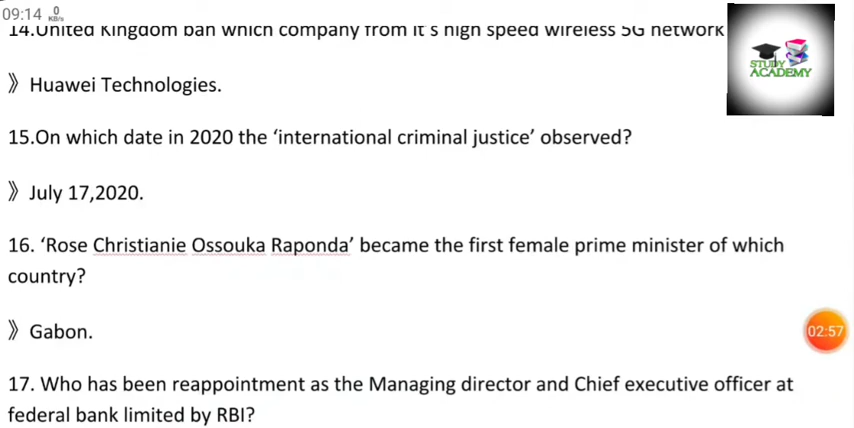 09:14 0 KB/s
14.United Kingdom ban which company from it's high speed wireless 5G network
STUDY
ACADEMY
》Huawei Technologies.
15.On which date in 2020 the ‘international criminal justice’ observed?
》July 17,2020.
16. ‘Rose Christianie Ossouka Raponda’ became the first female prime minister of which
country?
》Gabon.
02:57
17. Who has been reappointment as the Managing director and Chief executive officer at
federal bank limited by RBI?